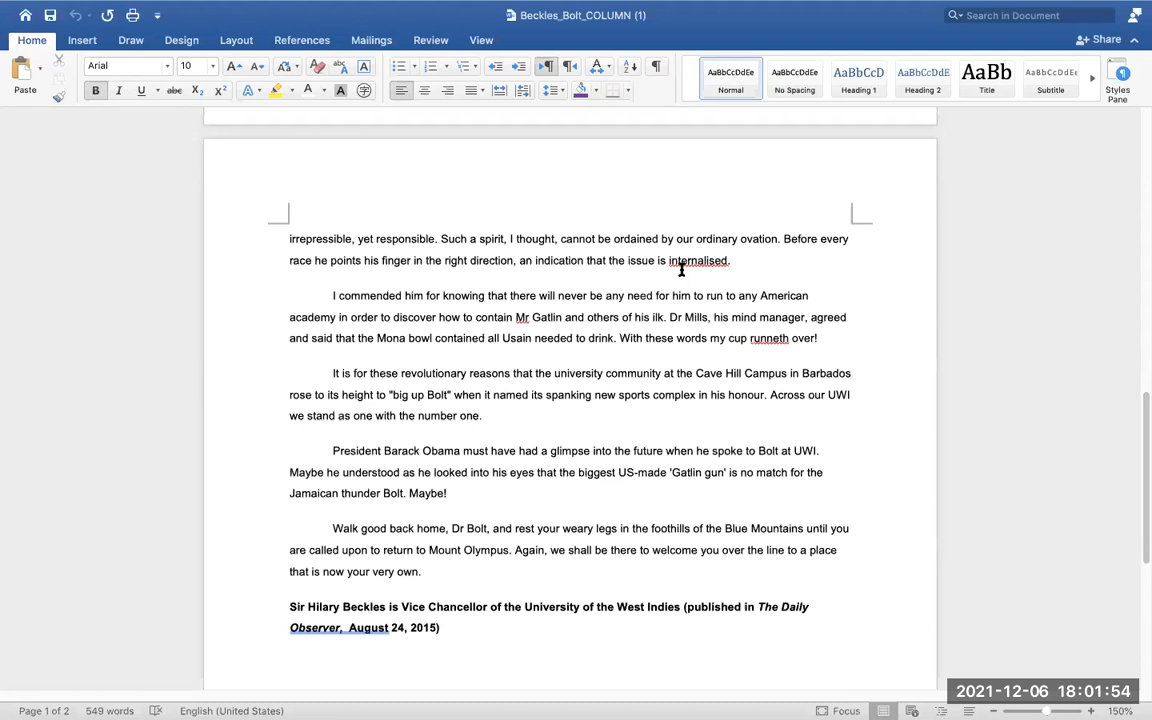 Beckles_Bolt_COLUMN (1)
Search in Document
Home Insert Draw Design Layout References Mailings Review View
Share
Paste
Arial 10
B I U abc X2 X2
AaBbCcDdEe AaBbCcDdEe AaBbCcD AaBbCcDdE AaBb AaBbCcDdEe
Normal No Spacing Heading 1 Heading 2 Title Subtitle
Styles
Pane
irrepressible, yet responsible. Such a spirit, I thought, cannot be ordained by our ordinary ovation. Before every
race he points his finger in the right direction, an indication that the issue is internalised.
I commended him for knowing that there will never be any need for him to run to any American
academy in order to discover how to contain Mr Gatlin and others of his ilk. Dr Mills, his mind manager, agreed
and said that the Mona bowl contained all Usain needed to drink. With these words my cup runneth over!
It is for these revolutionary reasons that the university community at the Cave Hill Campus in Barbados
rose to its height to "big up Bolt" when it named its spanking new sports complex in his honour. Across our UWI
we stand as one with the number one.
President Barack Obama must have had a glimpse into the future when he spoke to Bolt at UWI.
Maybe he understood as he looked into his eyes that the biggest US-made 'Gatlin gun' is no match for the
Jamaican thunder Bolt. Maybe!
Walk good back home, Dr Bolt, and rest your weary legs in the foothills of the Blue Mountains until you
are called upon to return to Mount Olympus. Again, we shall be there to welcome you over the line to a place
that is now your very own.
Sir Hilary Beckles is Vice Chancellor of the University of the West Indies (published in The Daily
Observer, August 24, 2015)
2021-12-06 18:01:54
Page 1 of 2 549 words English (United States) Focus 150%